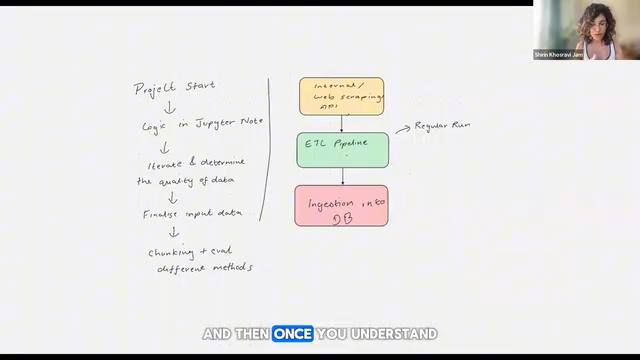 Shirin Khosravi Jam
Project Start
Logic in Jupyter Note
Iterate & determine
the quality of data
Finalise input data
Chunking + eval
different methods
Internal/
Web scraping
API
ETL Pipeline
Regular Run
Ingestion into
DB
AND THEN ONCE YOU UNDERSTAND